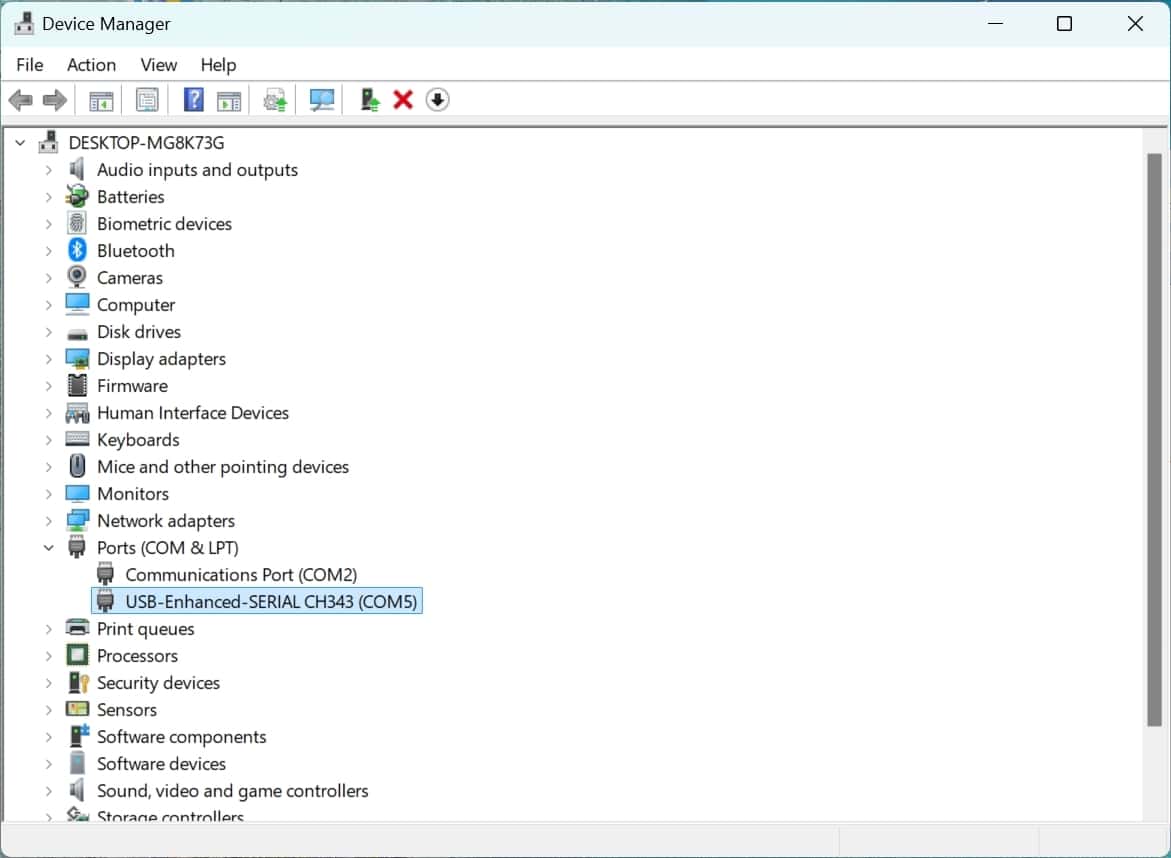 Device Manager
File Action View Help
DESKTOP-MG8K73G
Audio inputs and outputs
Batteries
Biometric devices
Bluetooth
Cameras
Computer
Disk drives
Display adapters
Firmware
Human Interface Devices
Keyboards
Mice and other pointing devices
Monitors
Network adapters
Ports (COM & LPT)
Communications Port (COM2)
USB-Enhanced-SERIAL CH343 (COM5)
Print queues
Processors
Security devices
Sensors
Software components
Software devices
Sound, video and game controllers
Storage controllers